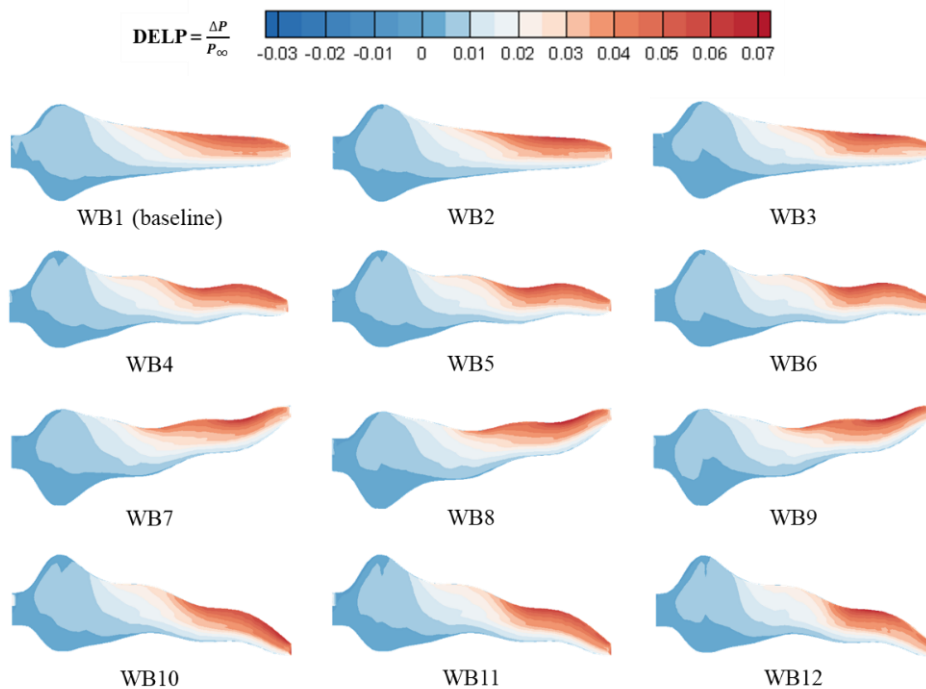 DELP = ΔP/P∞
-0.03 -0.02 -0.01 0 0.01 0.02 0.03 0.04 0.05 0.06 0.07
WB1 (baseline) WB2 WB3
WB4 WB5 WB6
WB7 WB8 WB9
WB10 WB11 WB12